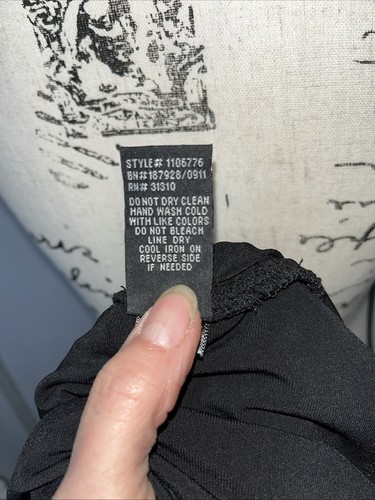 STYLE# 1106776
BN#187928/0911
RN# 31310
DO NOT DRY CLEAN
HAND WASH COLD
WITH LIKE COLORS
DO NOT BLEACH
LINE DRY
COOL IRON ON
REVERSE SIDE
IF NEEDED